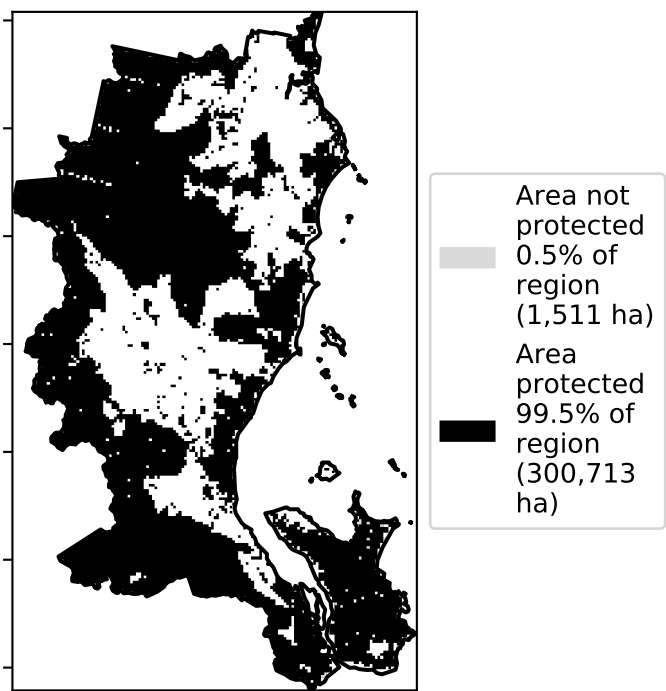 Area not
protected
0.5% of
region
(1,511 ha)
Area
protected
99.5% of
region
(300,713
ha)